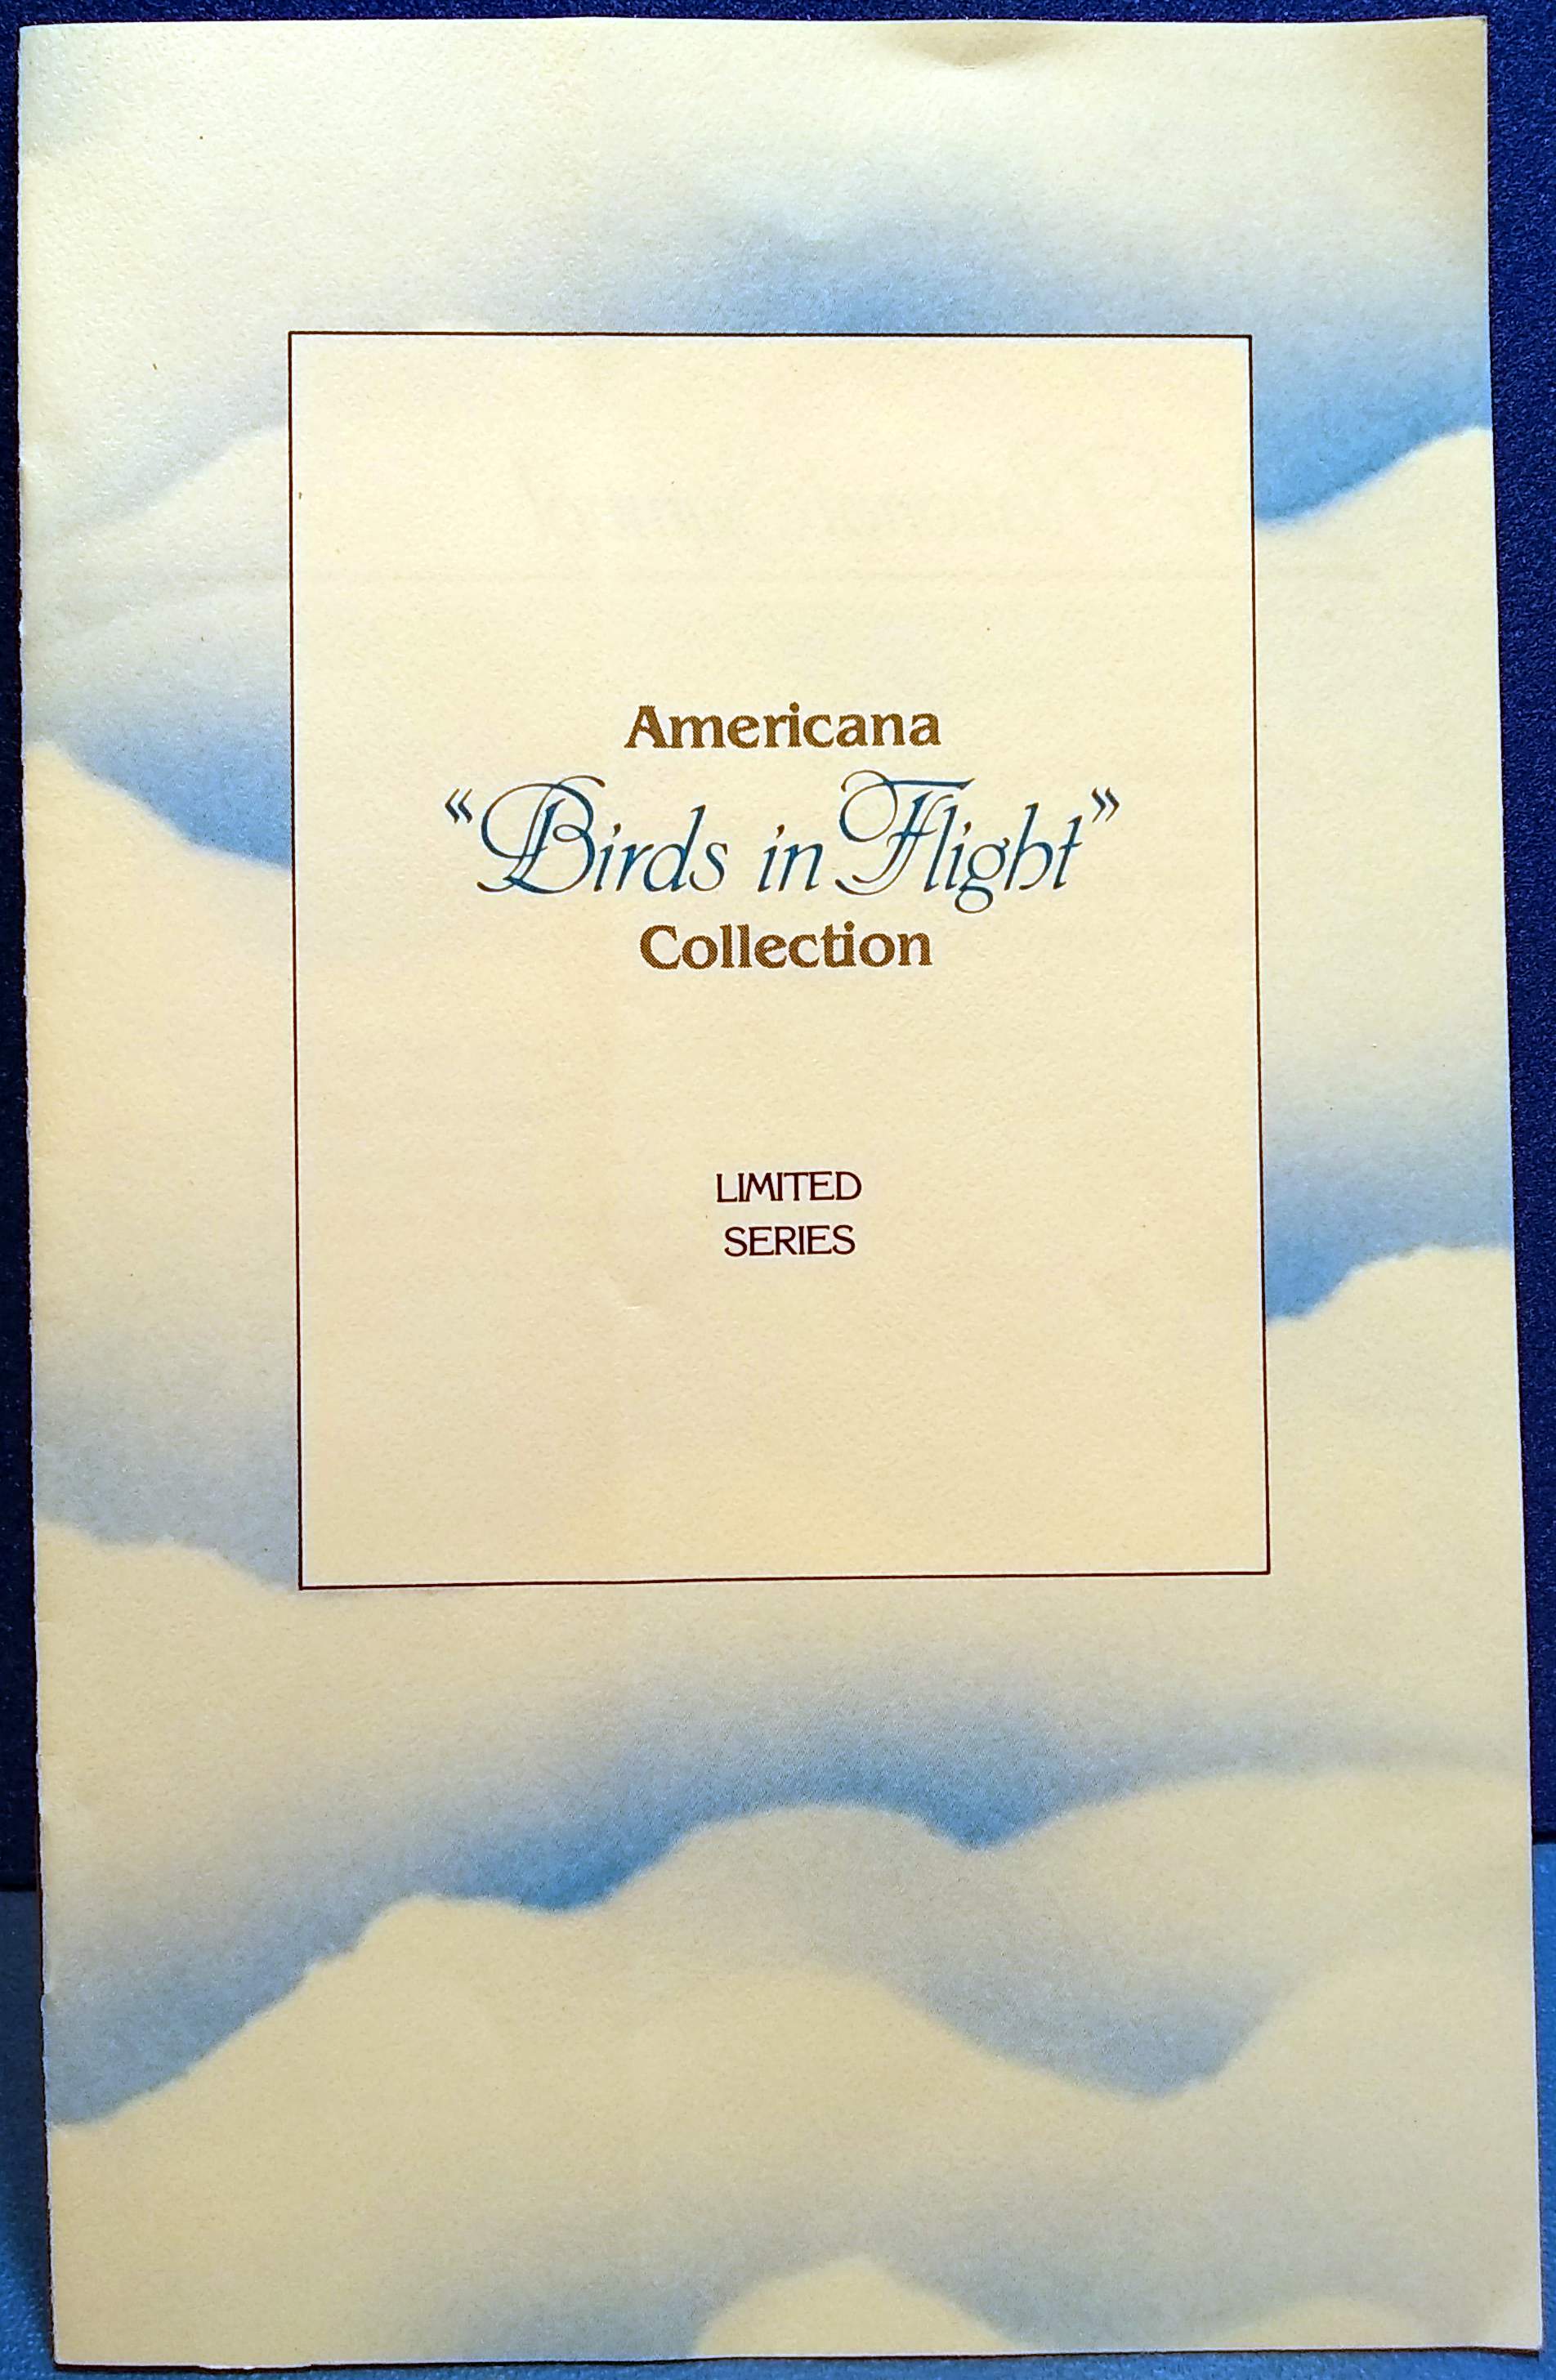 Americana
“Birds in Flight”
Collection
LIMITED
SERIES